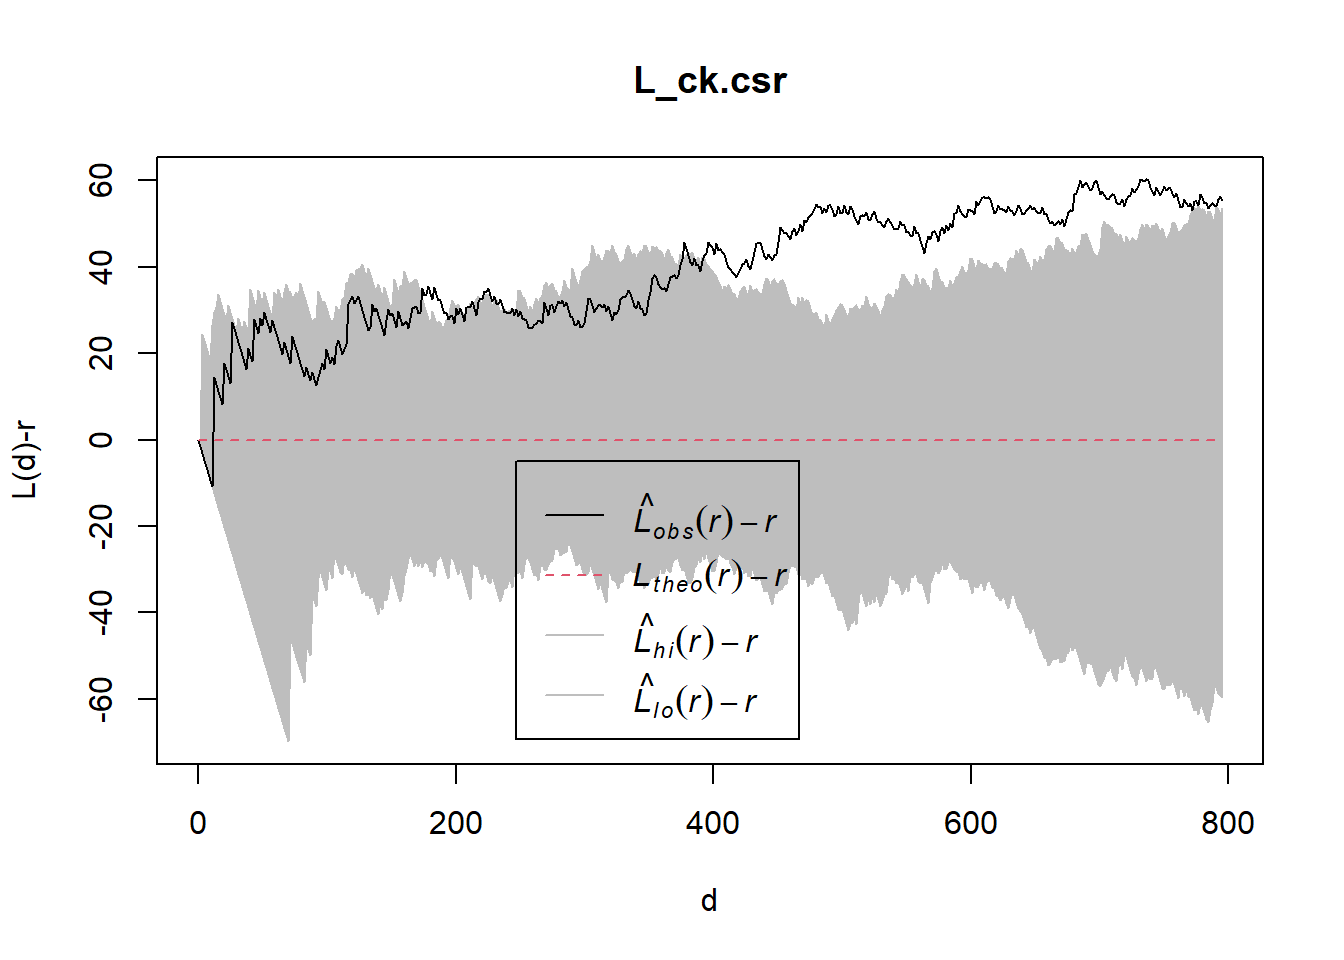 L_ck.csr
60
40
20
0
-20
-40
-60
L(d)-r
L̂obs(r) − r
Ltheo(r) − r
L̂hi(r) − r
L̂lo(r) − r
0 200 400 600 800
d